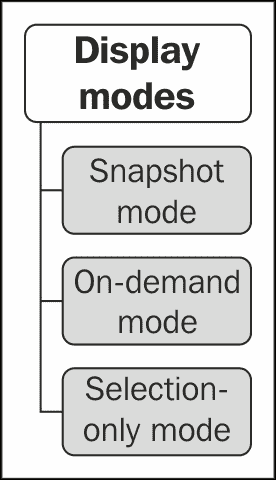 Display
modes
Snapshot
mode
On-demand
mode
Selection-
only mode